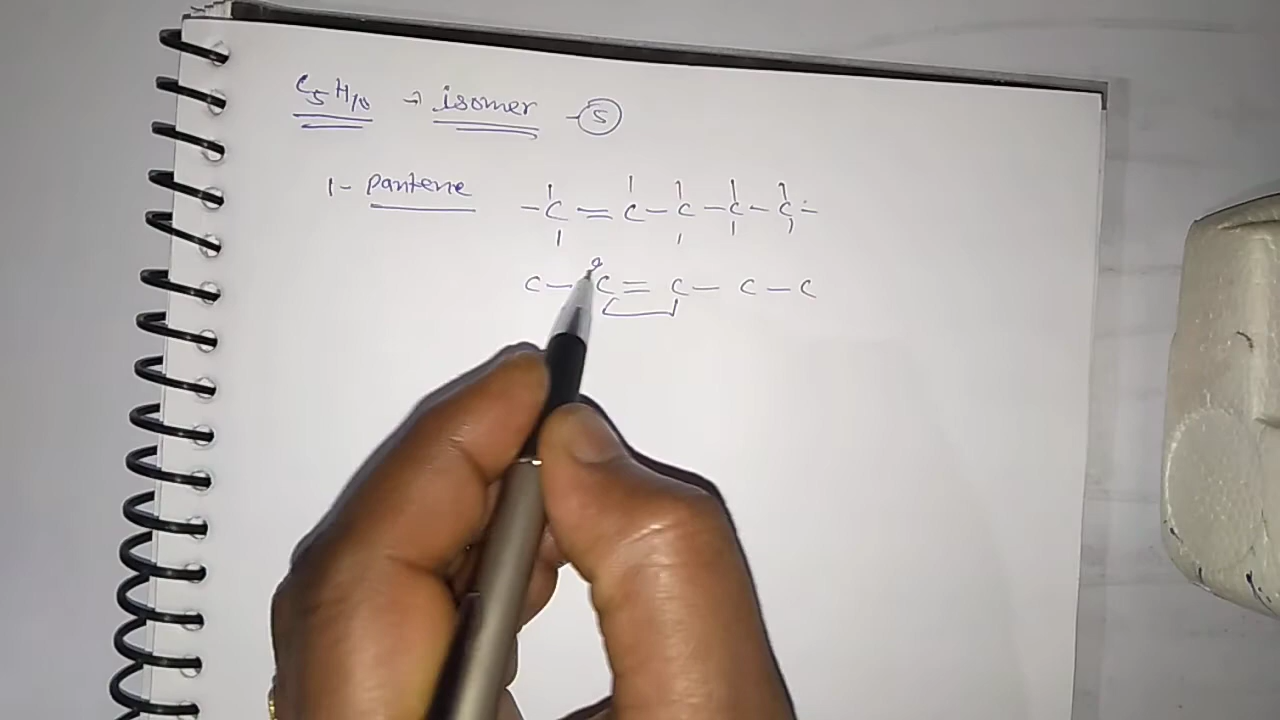 C5H10 → isomer - 5
1- Pantene -C=C-C-C-C-
C-C=C-C-C